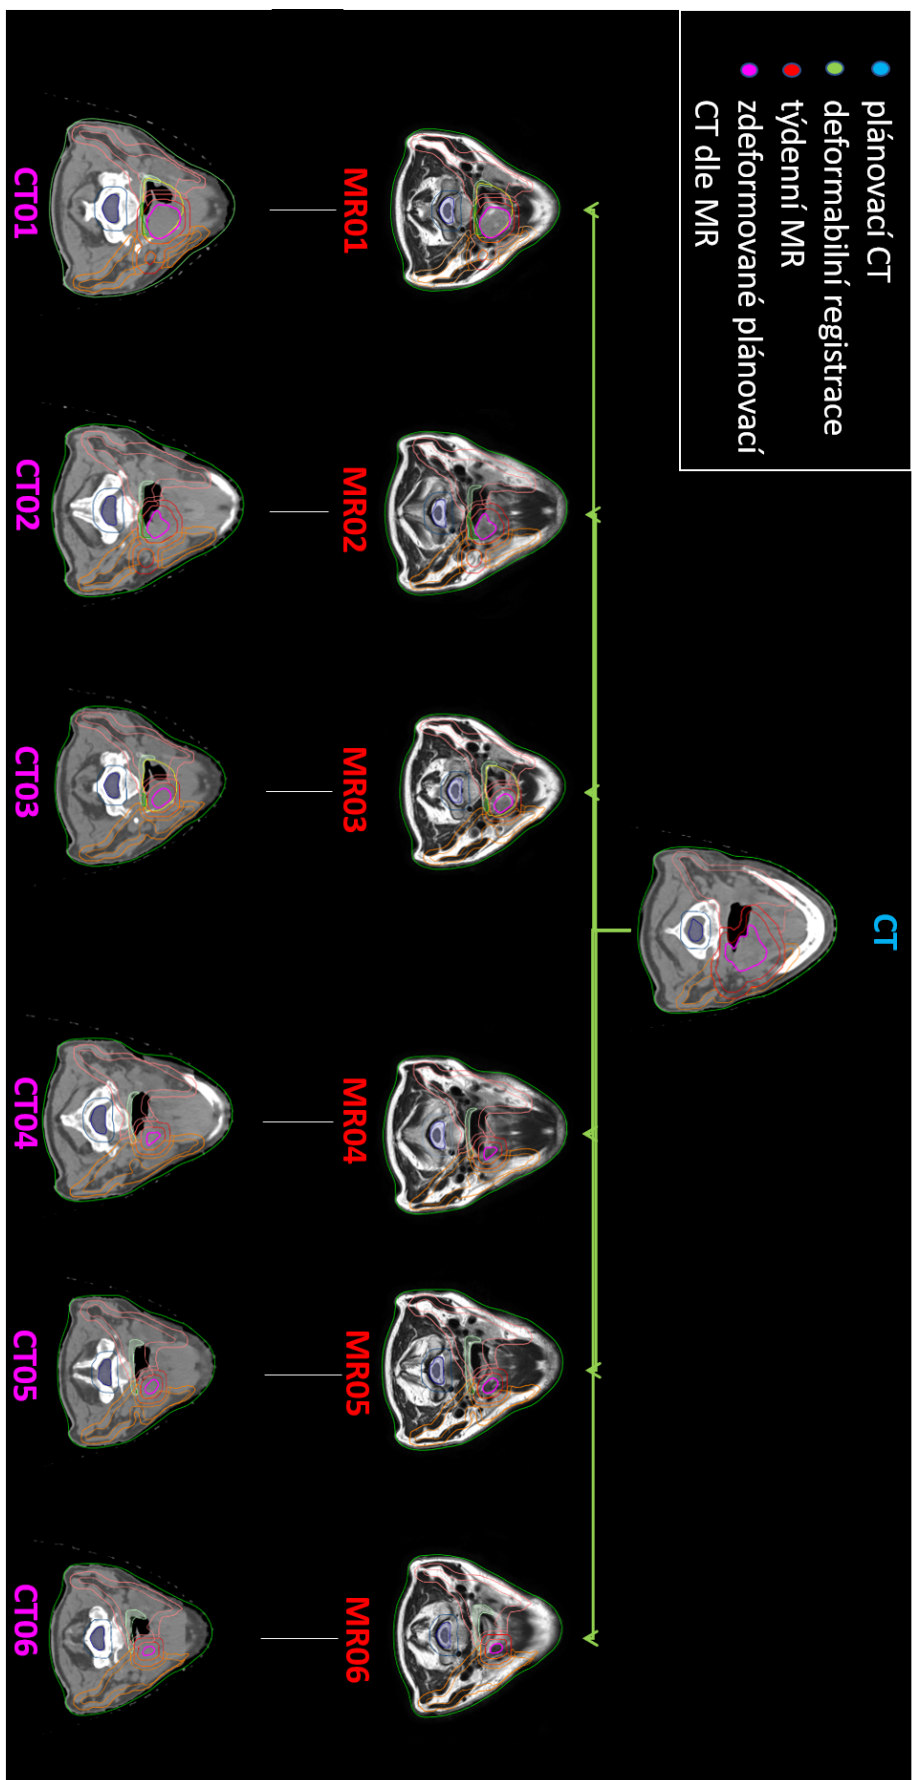 plánovací CT
deformabilní registrace
týdenní MR
zdeformované plánovací
CT dle MR
CT
MR01
MR02
MR03
MR04
MR05
MR06
CT01
CT02
CT03
CT04
CT05
CT06